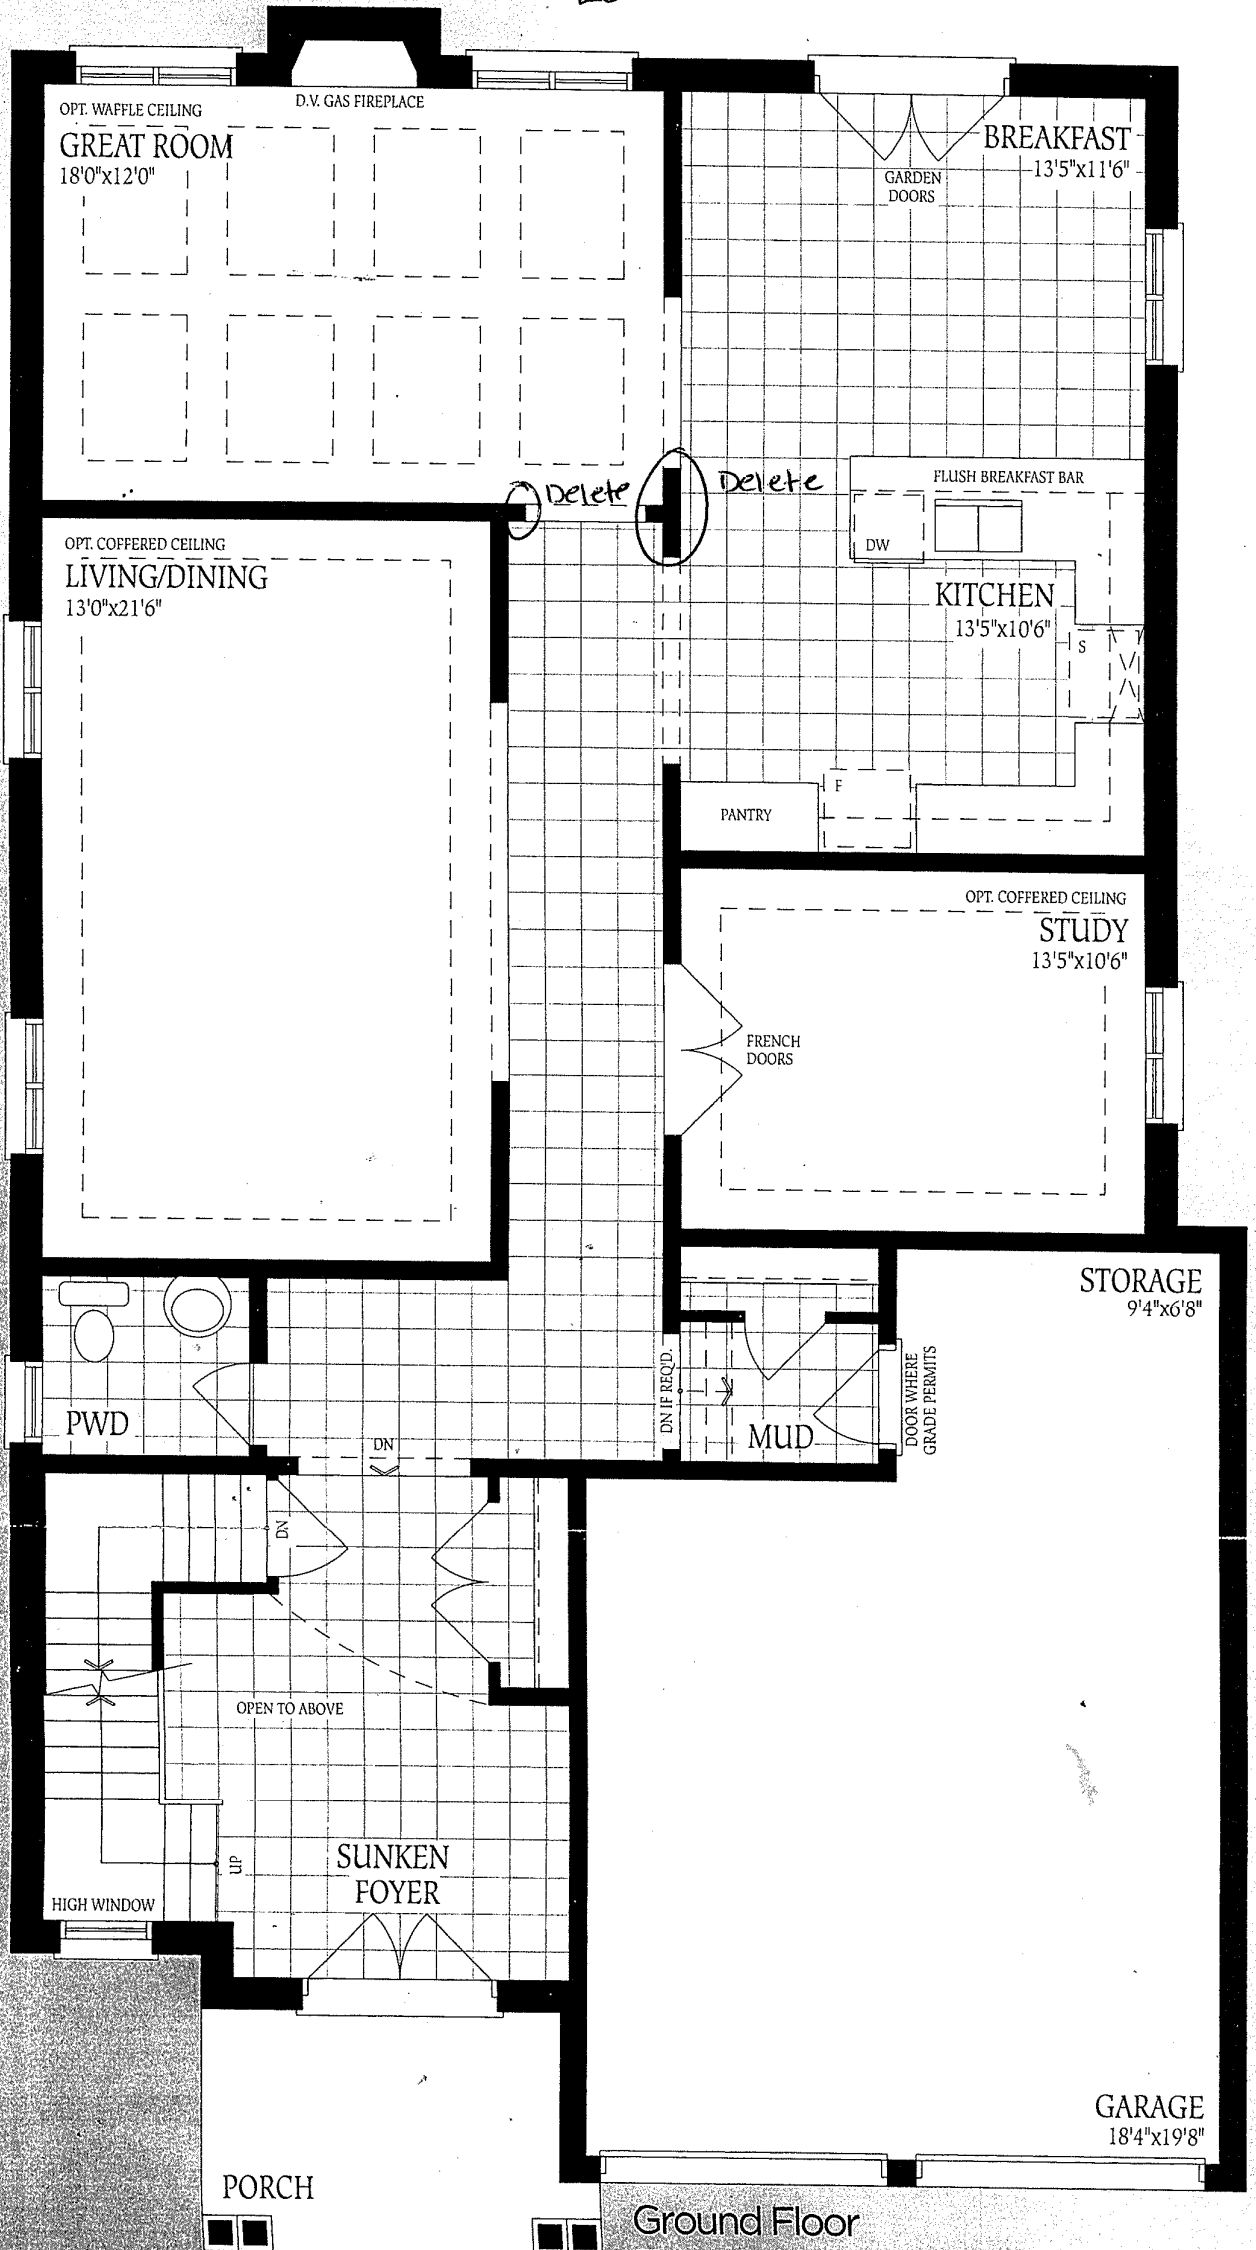 OPT. WAFFLE CEILING
GREAT ROOM
18'0"x12'0"
D.V. GAS FIREPLACE
BREAKFAST
13'5"x11'6"
GARDEN
DOORS
Delete
Delete
FLUSH BREAKFAST BAR
DW
KITCHEN
13'5"x10'6"
S
F
PANTRY
OPT. COFFERED CEILING
LIVING/DINING
13'0"x21'6"
OPT. COFFERED CEILING
STUDY
13'5"x10'6"
FRENCH
DOORS
STORAGE
9'4"x6'8"
PWD
DN
DN IF REQ'D.
MUD
DOOR WHERE
GRADE PERMITS
DN
OPEN TO ABOVE
UP
SUNKEN
FOYER
HIGH WINDOW
GARAGE
18'4"x19'8"
PORCH
Ground Floor